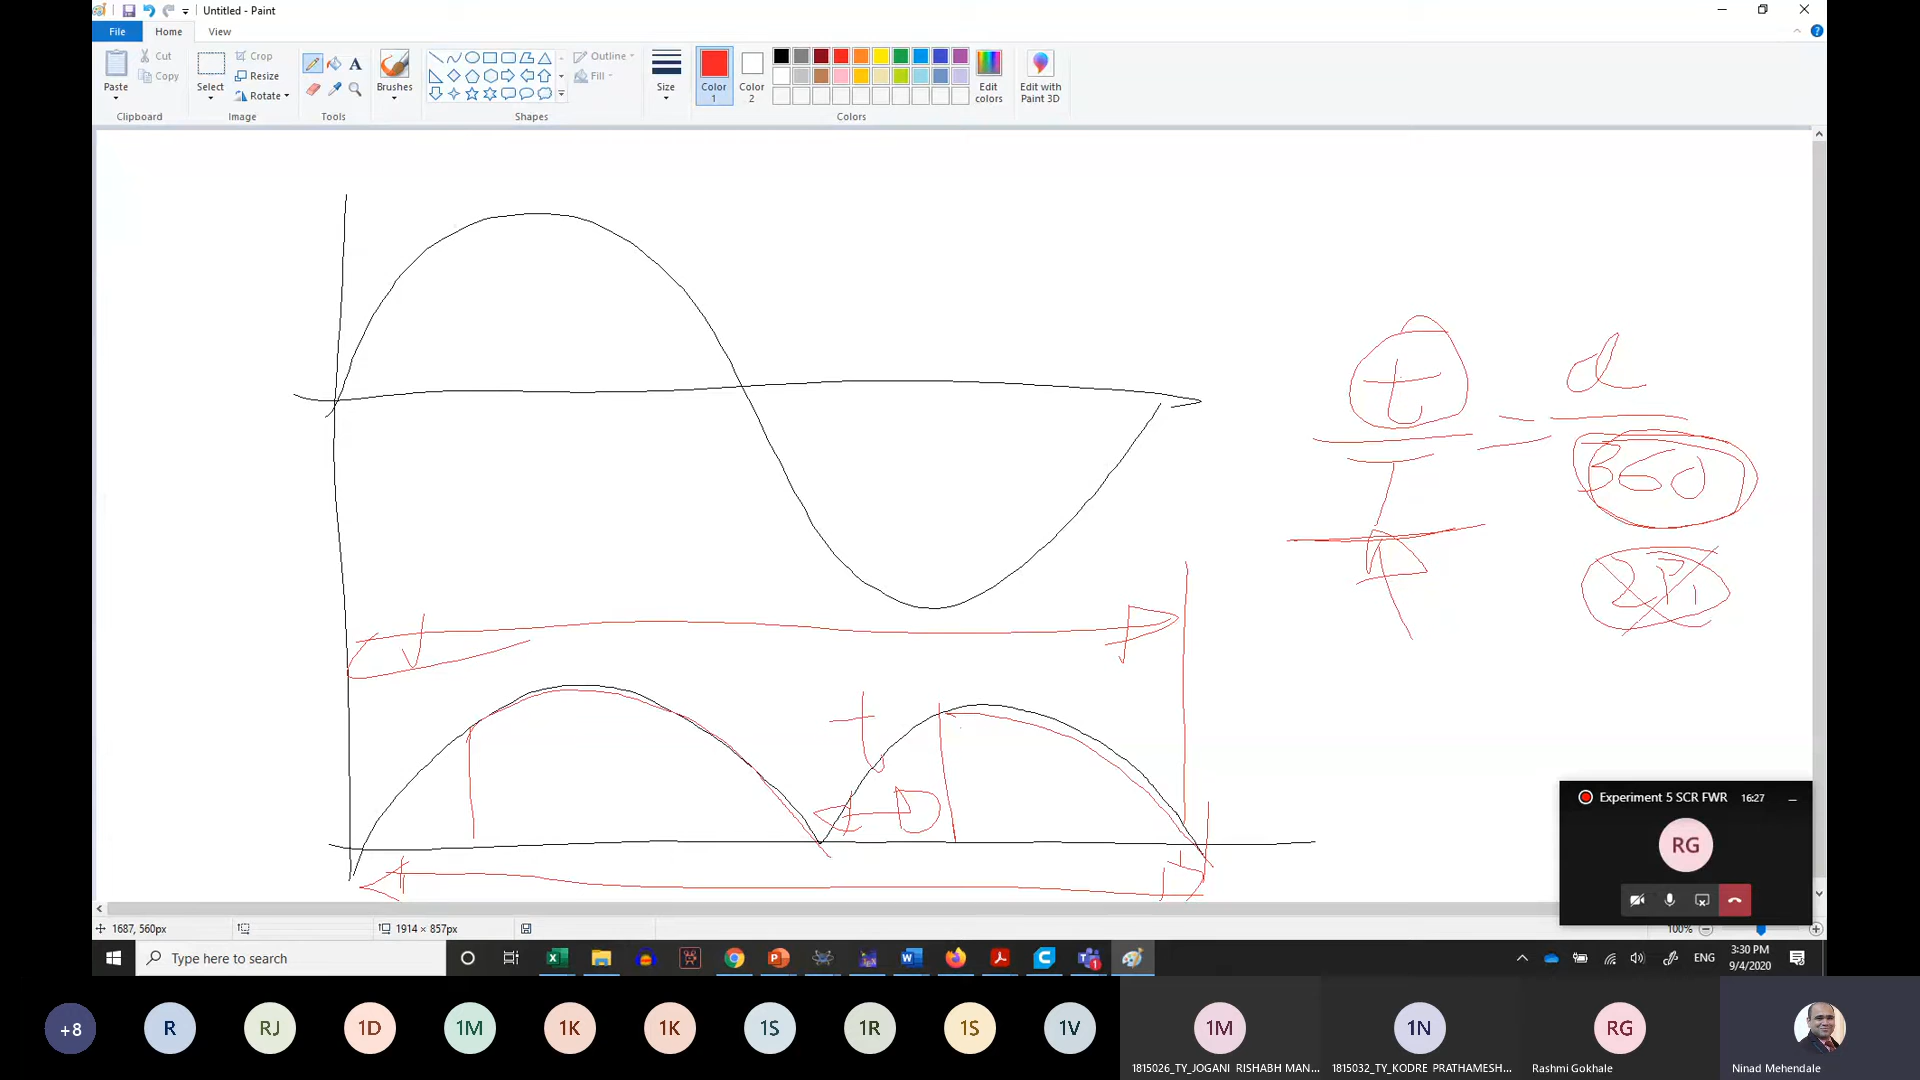 Untitled - Paint
File Home View
Cut
Copy
Paste
Clipboard
Crop
Resize
Rotate
Select
Image
Tools
Brushes
Shapes
Outline
Fill
Size
Color 1
Color 2
Colors
Edit colors
Edit with Paint 3D
t d
T 360
2Pi
t
Experiment 5 SCR FWR 16:27
RG
1687, 560px
1914 × 857px
100%
Type here to search
ENG
3:30 PM
9/4/2020
+8 R RJ 1D 1M 1K 1K 1S 1R 1S 1V 1M 1N RG
1815026_TY_JOGANI RISHABH MAN...
1815032_TY_KODRE PRATHAMESH...
Rashmi Gokhale
Ninad Mehendale